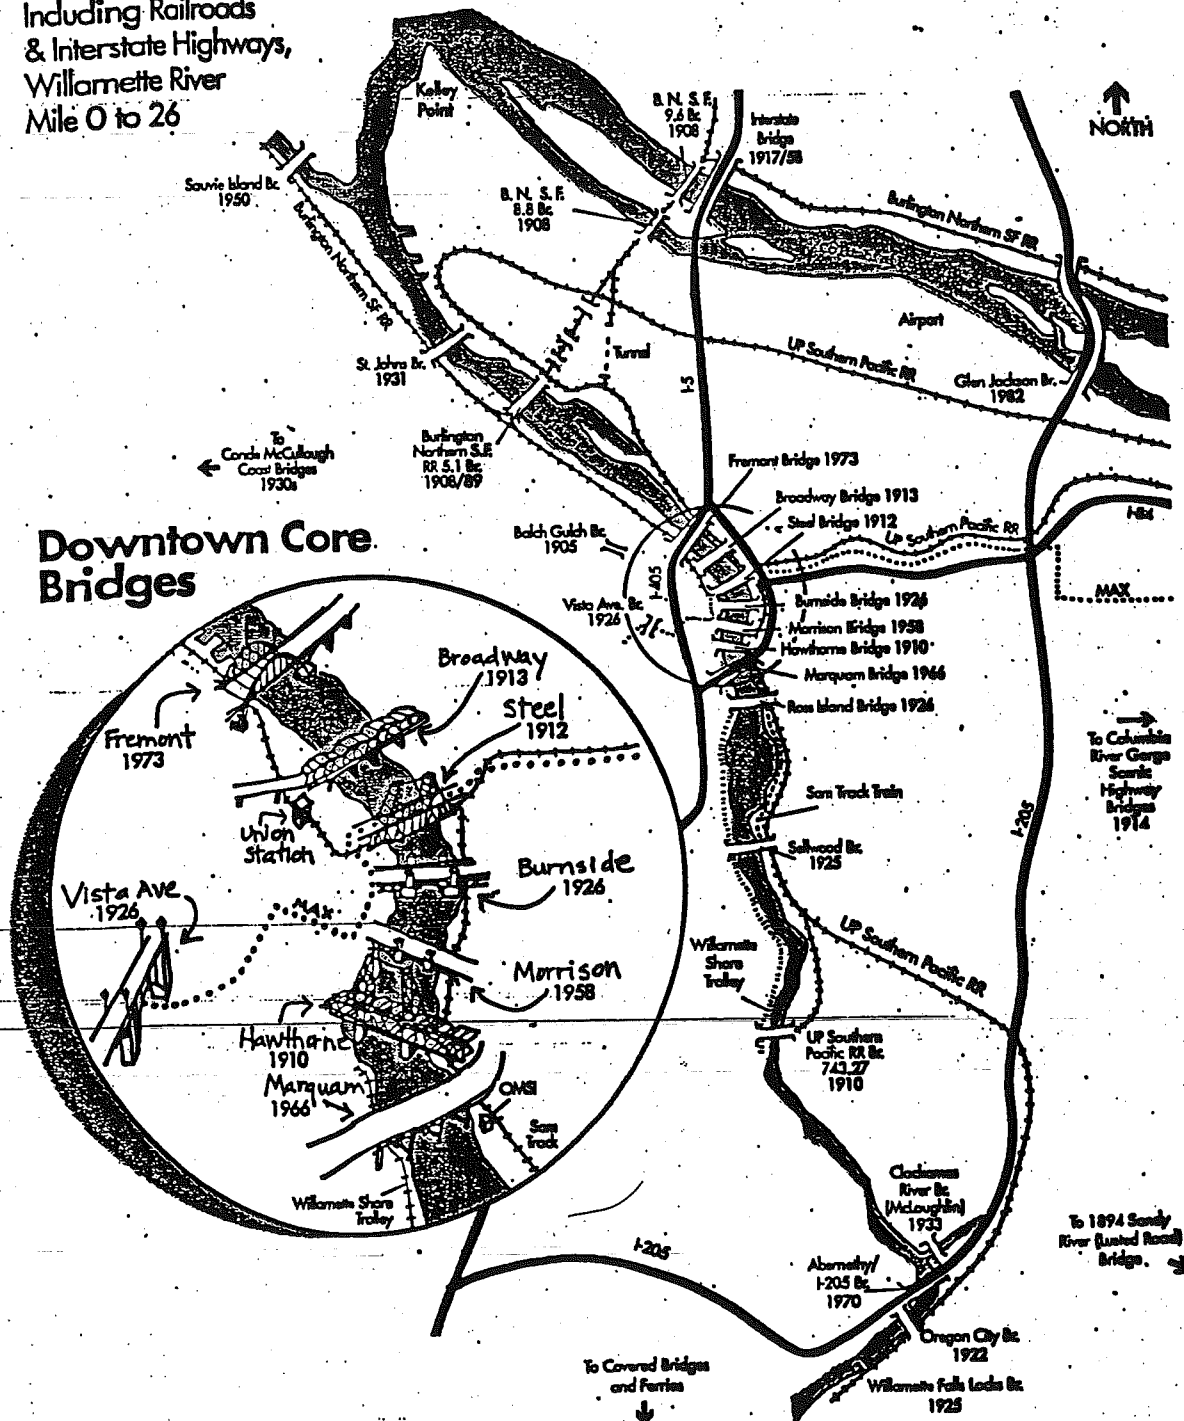 Including Railroads
& Interstate Highways,
Willamette River
Mile 0 to 26
Kelley
Point
B. N. S. F.
9.6 Br.
1908
Interstate
Bridge
1917/58
NORTH
Sauvie Island Br.
1950
B. N. S. F.
8.8 Br.
1908
Burlington Northern SF RR
Burlington Northern SF RR
Airport
St. Johns Br.
1931
Tunnel
I-5
UP Southern Pacific RR
Glen Jackson Br.
1982
To
Conde McCullough
Coast Bridges
1930s
Burlington
Northern S.F.
RR 5.1 Br.
1908/89
Fremont Bridge 1973
Broadway Bridge 1913
Steel Bridge 1912
UP Southern Pacific RR
I-84
Balch Gulch Br.
1905
I-405
MAX
Vista Ave. Br.
1926
Burnside Bridge 1926
Morrison Bridge 1958
Hawthorne Bridge 1910
Marquam Bridge 1966
Ross Island Bridge 1926
Downtown Core
Bridges
Broadway
1913
Steel
1912
Fremont
1973
Union
Station
Burnside
1926
Vista Ave
1926
MAX
Morrison
1958
Hawthorne
1910
Marquam
1966
OMSI
Sam
Track
Willamette Shore
Trolley
To Columbia
River Gorge
Scenic
Highway
Bridges
1914
Sam Track Train
I-205
Sellwood Br.
1925
UP Southern Pacific RR
Willamette
Shore
Trolley
UP Southern
Pacific RR Br.
743.27
1910
Clackamas
River Br.
(McLoughlin)
1933
To 1894 Sandy
River (Lusted Road)
Bridge
I-205
Abernethy/
I-205 Br.
1970
Oregon City Br.
1922
To Covered Bridges
and Ferries
Willamette Falls Locks Br.
1925